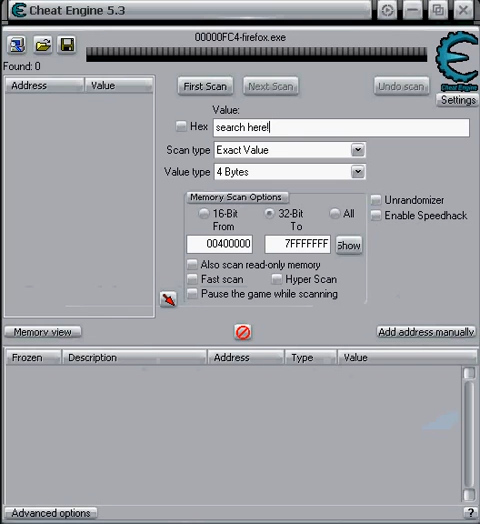 Cheat Engine 5.3
00000FC4-firefox.exe
Found: 0
Address Value
First Scan Next Scan Undo scan
Cheat Engine
Settings
Value:
Hex search here!
Scan type Exact Value
Value type 4 Bytes
Memory Scan Options
16-Bit 32-Bit All
From To
00400000 7FFFFFFF Show
Also scan read-only memory
Fast scan Hyper Scan
Pause the game while scanning
Unrandomizer
Enable Speedhack
Memory view Add address manually
Frozen Description Address Type Value
Advanced options ?